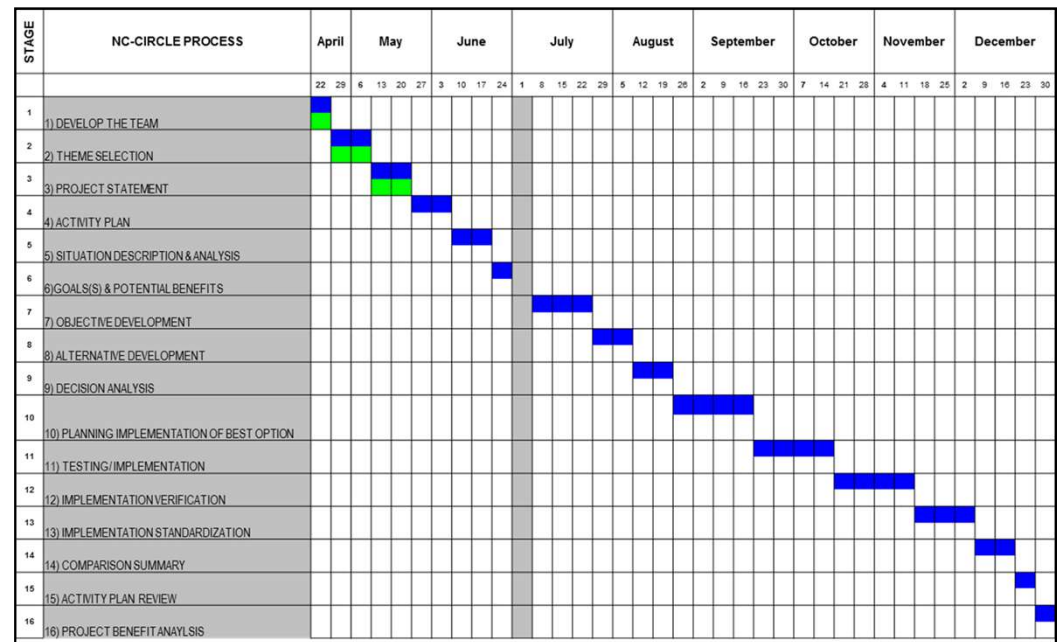 STAGE NC-CIRCLE PROCESS April May June July August September October November December
22 29 6 13 20 27 3 10 17 24 1 8 15 22 29 5 12 19 26 2 9 16 23 30 7 14 21 28 4 11 18 25 2 9 16 23 30
1 1) DEVELOP THE TEAM
2 2) THEME SELECTION
3 3) PROJECT STATEMENT
4 4) ACTIVITY PLAN
5 5) SITUATION DESCRIPTION & ANALYSIS
6 6)GOALS(S) & POTENTIAL BENEFITS
7 7) OBJECTIVE DEVELOPMENT
8 8) ALTERNATIVE DEVELOPMENT
9 9) DECISION ANALYSIS
10 10) PLANNING IMPLEMENTATION OF BEST OPTION
11 11) TESTING/IMPLEMENTATION
12 12) IMPLEMENTATION VERIFICATION
13 13) IMPLEMENTATION STANDARDIZATION
14 14) COMPARISON SUMMARY
15 15) ACTIVITY PLAN REVIEW
16 16) PROJECT BENEFIT ANAYLSIS